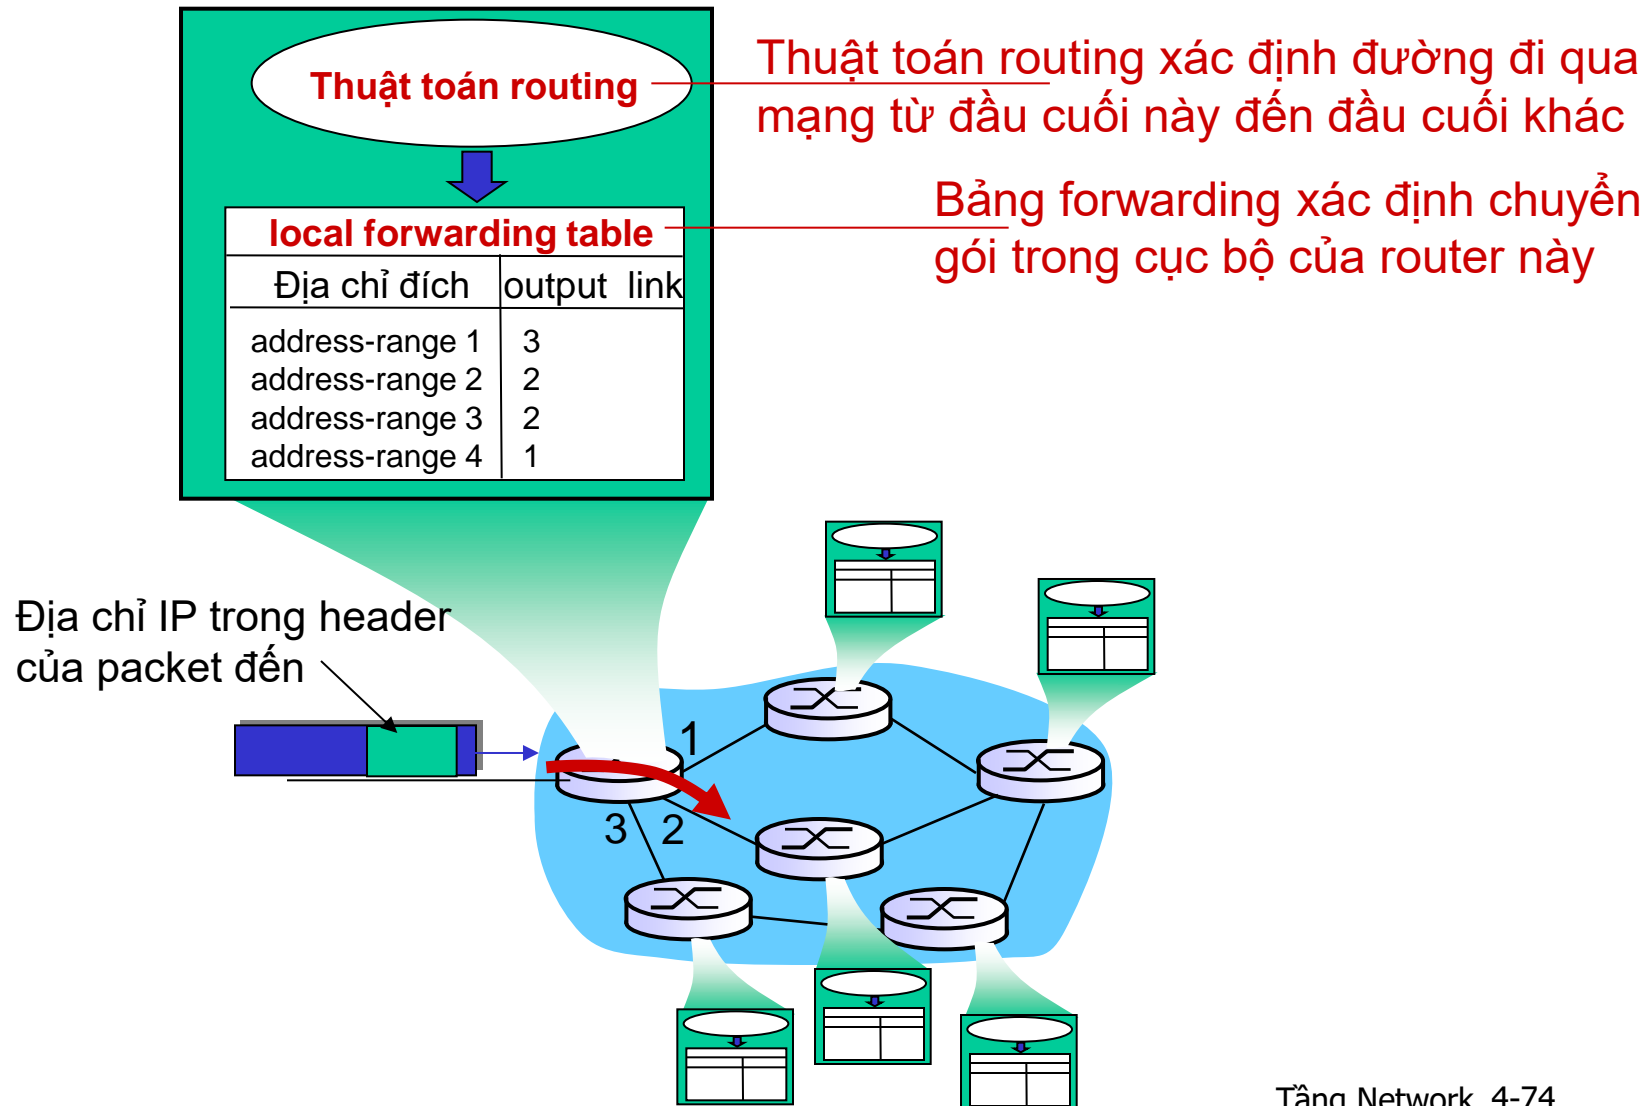 Thuật toán routing
Thuật toán routing xác định đường đi qua
mạng từ đầu cuối này đến đầu cuối khác
Bảng forwarding xác định chuyển
gói trong cục bộ của router này
local forwarding table
Địa chỉ đích output link
address-range 1 3
address-range 2 2
address-range 3 2
address-range 4 1
Địa chỉ IP trong header
của packet đến
1
3 2
Tầng Network 4-74